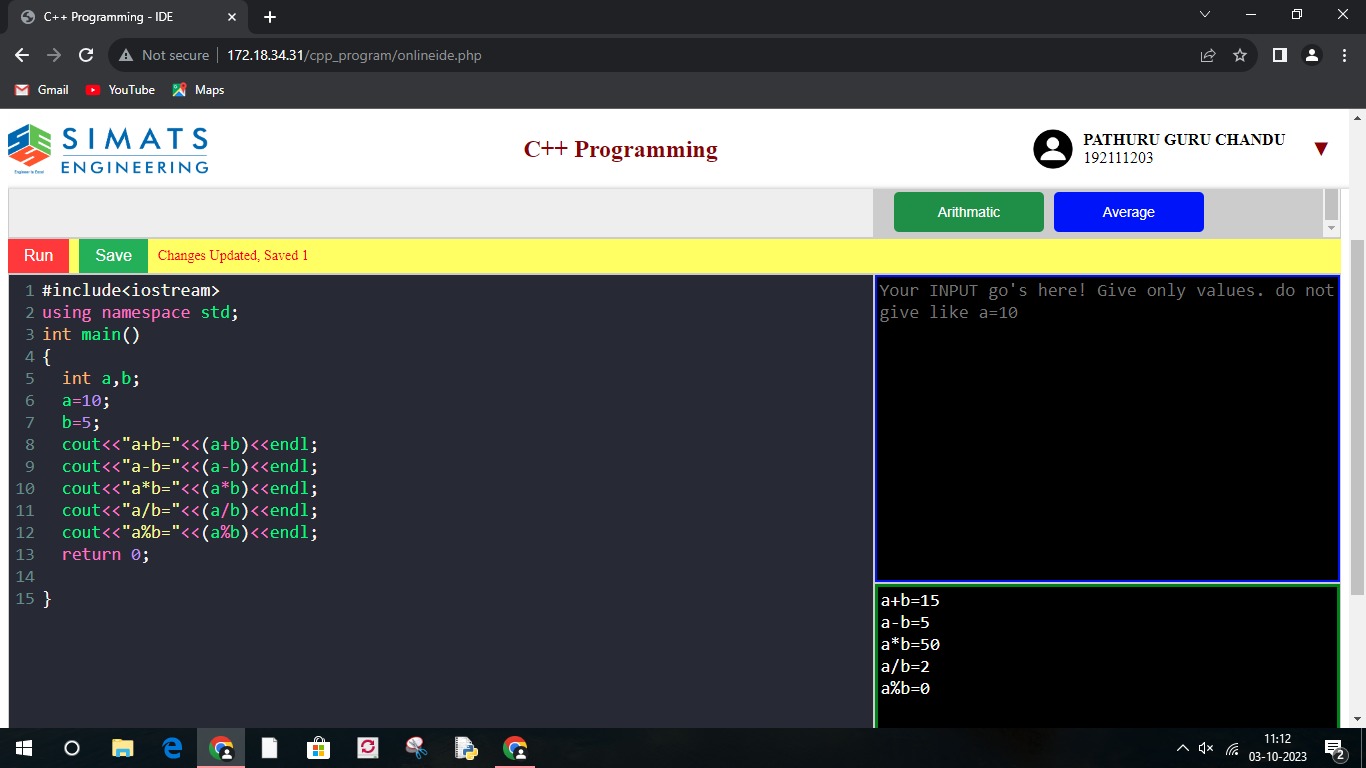 C++ Programming - IDE
Not secure
172.18.34.31/cpp_program/onlineide.php
Gmail
YouTube
Maps
SIMATS
ENGINEERING
Engineer to Excel
C++ Programming
PATHURU GURU CHANDU
192111203
Arithmatic
Average
Run
Save
Changes Updated, Saved 1
1 #include<iostream>
2 using namespace std;
3 int main()
4 {
5 int a,b;
6 a=10;
7 b=5;
8 cout<<"a+b="<<(a+b)<<endl;
9 cout<<"a-b="<<(a-b)<<endl;
10 cout<<"a*b="<<(a*b)<<endl;
11 cout<<"a/b="<<(a/b)<<endl;
12 cout<<"a%b="<<(a%b)<<endl;
13 return 0;
14
15 }
Your INPUT go's here! Give only values. do not
give like a=10
a+b=15
a-b=5
a*b=50
a/b=2
a%b=0
11:12
03-10-2023
2